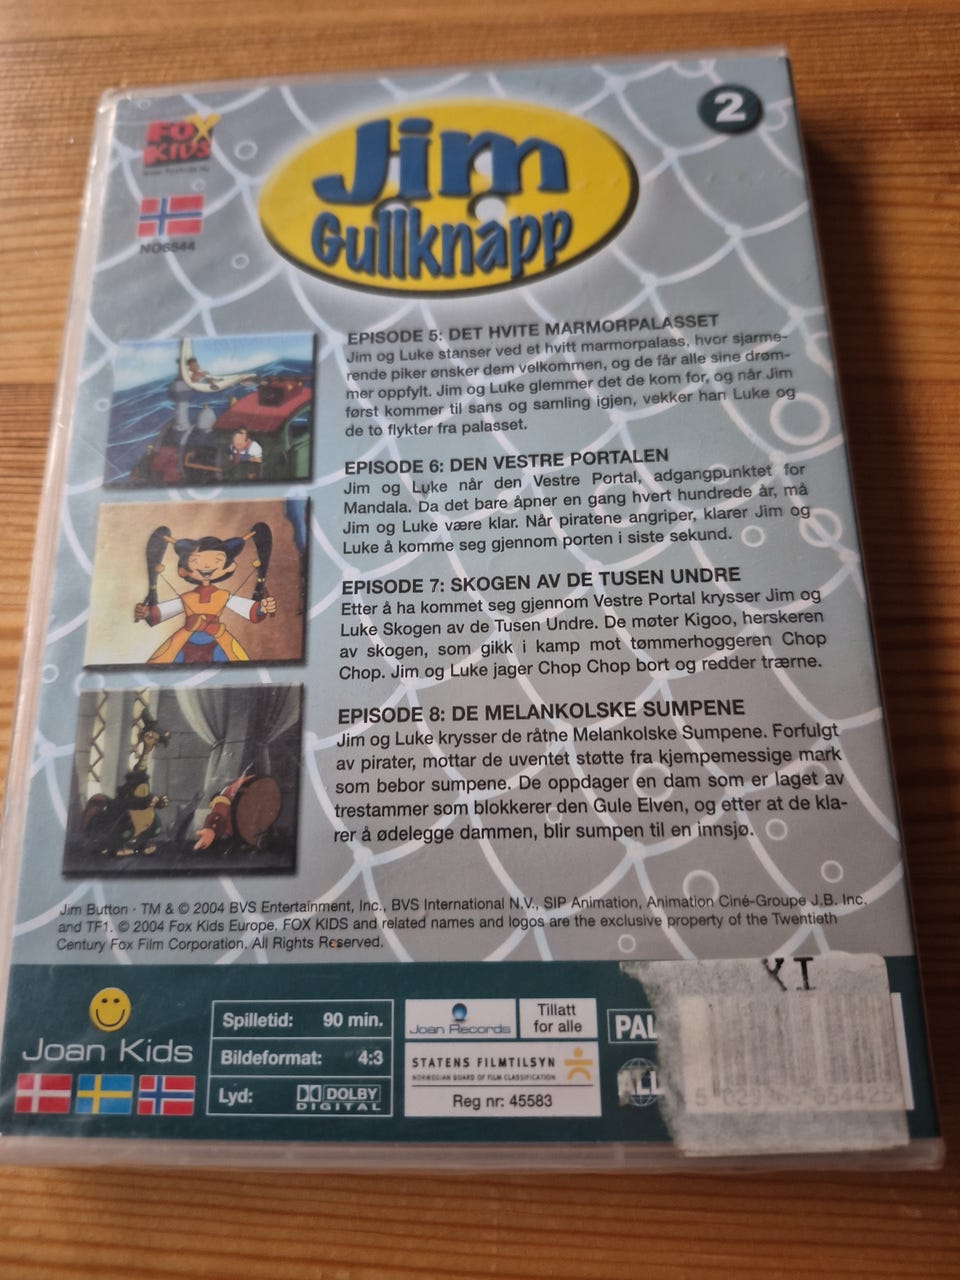 2
FOX
KIDS
Jim
Gullknapp
NO6544
EPISODE 5: DET HVITE MARMORPALASSET
Jim og Luke stanser ved et hvitt marmorpalass, hvor sjarme-
rende piker ønsker dem velkommen, og de får alle sine drøm-
mer oppfylt. Jim og Luke glemmer det de kom for, og når Jim
først kommer til sans og samling igjen, vekker han Luke og
de to flykter fra palasset.
EPISODE 6: DEN VESTRE PORTALEN
Jim og Luke når den Vestre Portal, adgangpunktet for
Mandala. Da det bare åpner en gang hvert hundrede år, må
Jim og Luke være klar. Når piratene angriper, klarer Jim og
Luke å komme seg gjennom porten i siste sekund.
EPISODE 7: SKOGEN AV DE TUSEN UNDRE
Etter å ha kommet seg gjennom Vestre Portal krysser Jim og
Luke Skogen av de Tusen Undre. De møter Kigoo, herskeren
av skogen, som gikk i kamp mot tømmerhoggeren Chop
Chop. Jim og Luke jager Chop Chop bort og redder trærne.
EPISODE 8: DE MELANKOLSKE SUMPENE
Jim og Luke krysser de råtne Melankolske Sumpene. Forfulgt
av pirater, mottar de uventet støtte fra kjempemessige mark
som bebor sumpene. De oppdager en dam som er laget av
trestammer som blokkerer den Gule Elven, og etter at de kla-
rer å ødelegge dammen, blir sumpen til en innsjø.
Jim Button · TM & © 2004 BVS Entertainment, Inc., BVS International N.V., SIP Animation, Animation Ciné-Groupe J.B. Inc.
and TF1. © 2004 Fox Kids Europe. FOX KIDS and related names and logos are the exclusive property of the Twentieth
Century Fox Film Corporation. All Rights Reserved.
Joan Kids
Spilletid: 90 min.
Bildeformat: 4:3
Lyd: DOLBY
DIGITAL
Joan Records
Tillatt
for alle
STATENS FILMTILSYN
NORWEGIAN BOARD OF FILM CLASSIFICATION
Reg nr: 45583
PAL
ALL